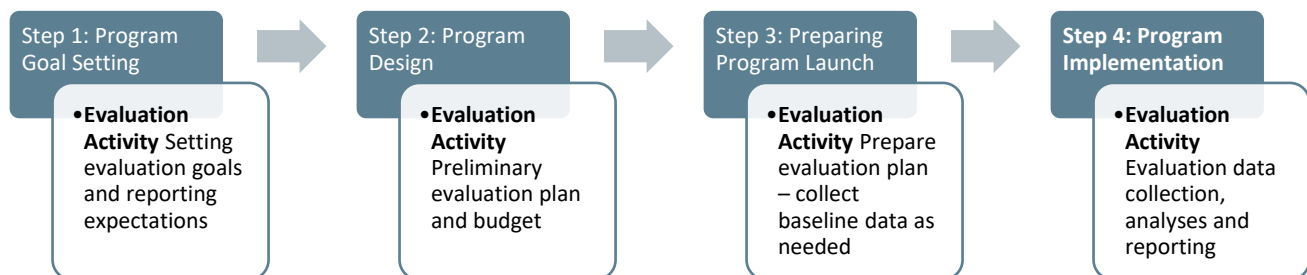 Step 1: Program
Goal Setting
•Evaluation
Activity Setting
evaluation goals
and reporting
expectations
Step 2: Program
Design
•Evaluation
Activity
Preliminary
evaluation plan
and budget
Step 3: Preparing
Program Launch
•Evaluation
Activity Prepare
evaluation plan
– collect
baseline data as
needed
Step 4: Program
Implementation
•Evaluation
Activity
Evaluation data
collection,
analyses and
reporting